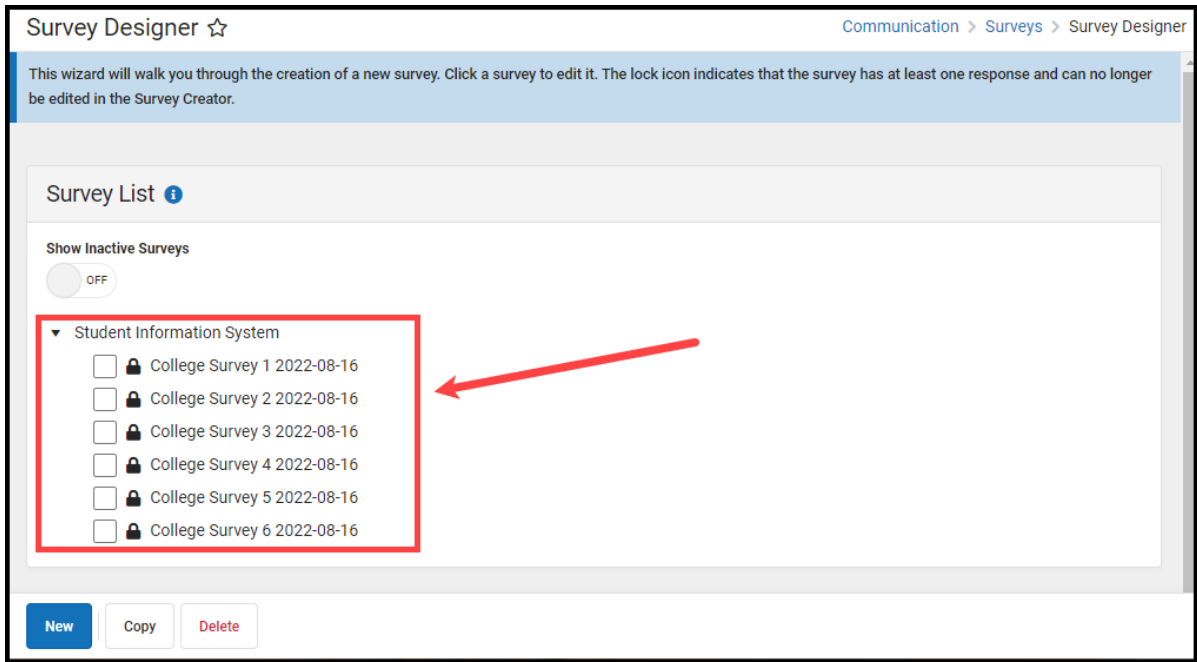 Survey Designer
Communication > Surveys > Survey Designer
This wizard will walk you through the creation of a new survey. Click a survey to edit it. The lock icon indicates that the survey has at least one response and can no longer
be edited in the Survey Creator.
Survey List
Show Inactive Surveys
OFF
Student Information System
College Survey 1 2022-08-16
College Survey 2 2022-08-16
College Survey 3 2022-08-16
College Survey 4 2022-08-16
College Survey 5 2022-08-16
College Survey 6 2022-08-16
New
Copy
Delete